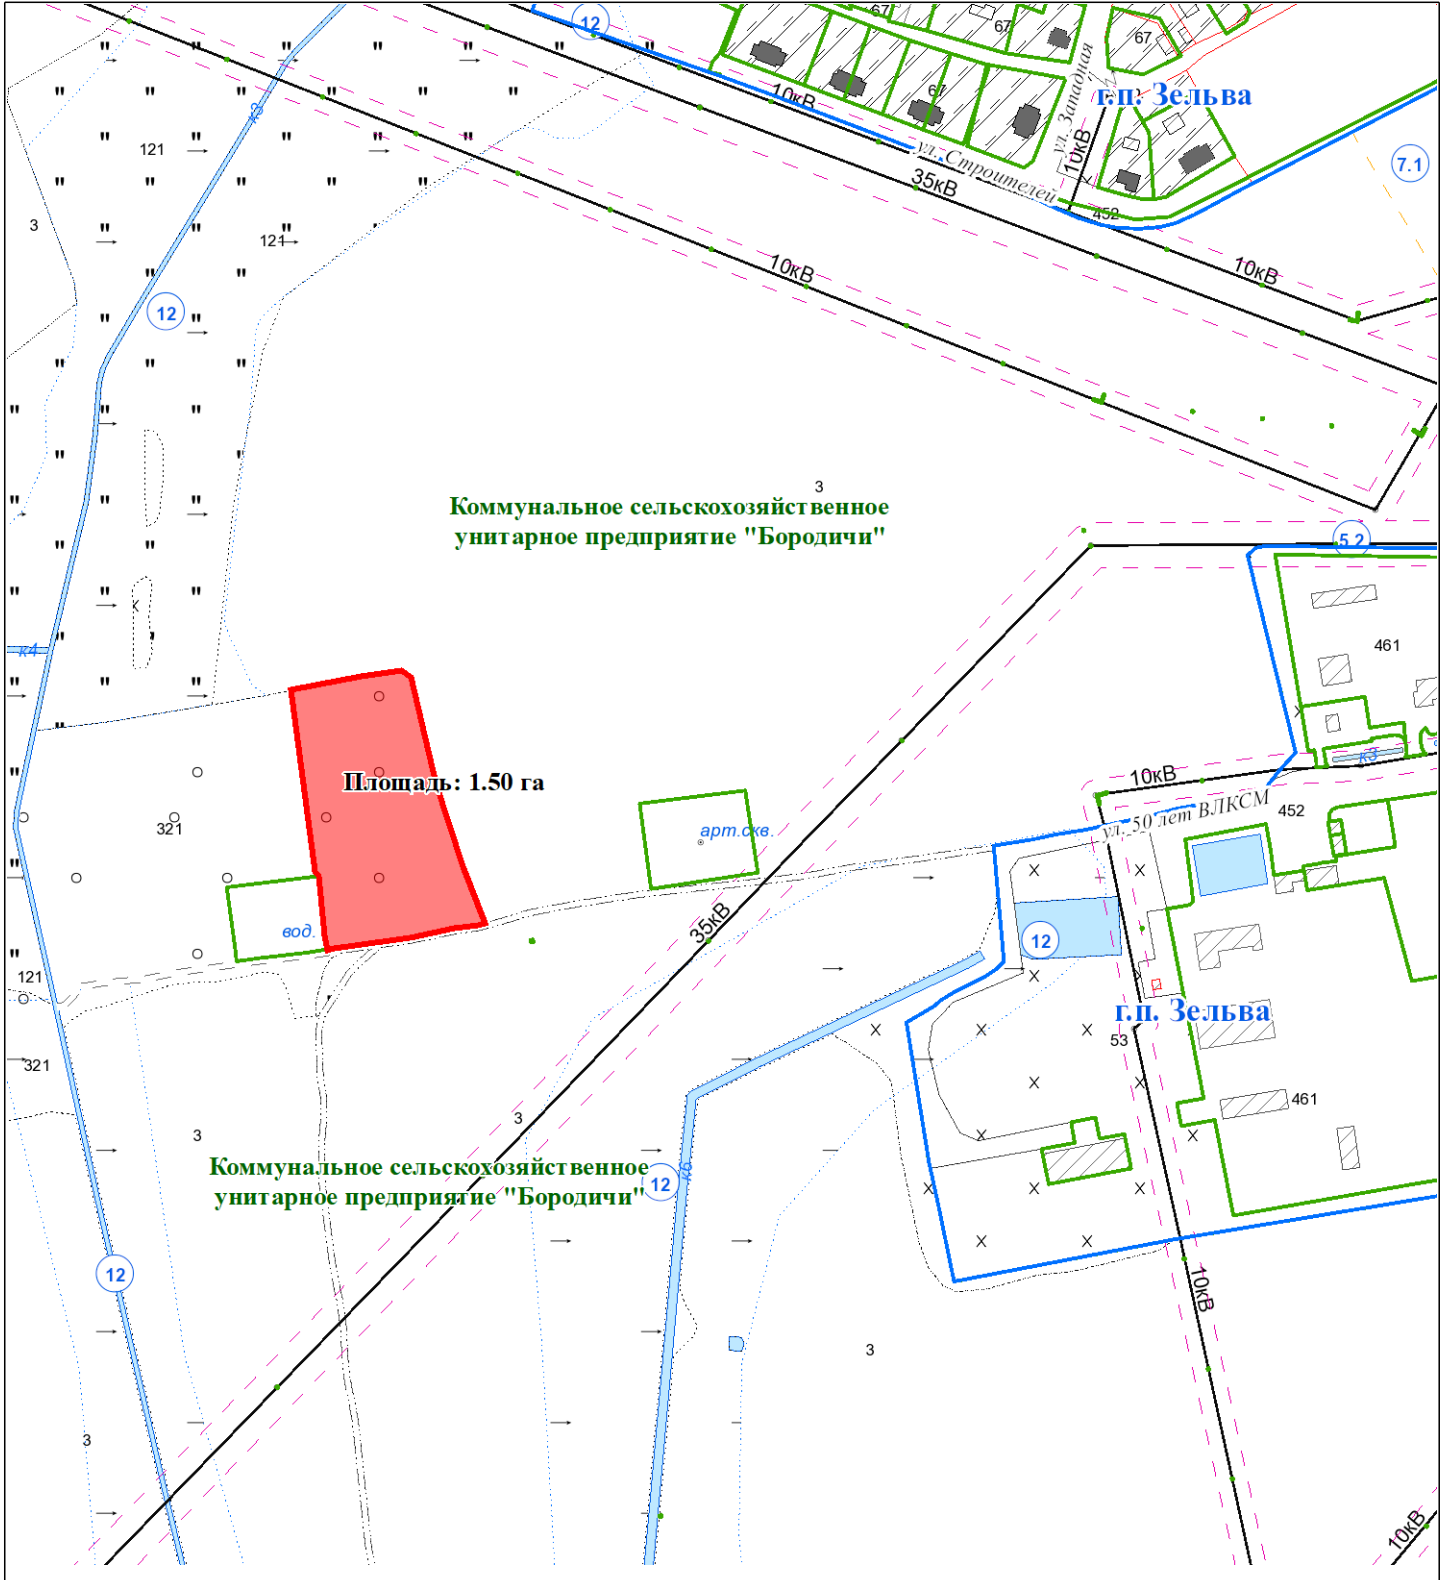 12
67
67
67
10кВ
ул. Западная
г.п. Зельва
к3
67
10кВ
7.1
121
ул. Строителей
35кВ
452
3
121
10кВ
10кВ
12
3
Коммунальное сельскохозяйственное
унитарное предприятие "Бородичи"
5.2
к4
461
к3
10кВ
Площадь: 1.50 га
452
ул. 50 лет ВЛКСМ
321
арт.скв.
35кВ
вод.
12
121
г.п. Зельва
53
321
461
3
3
Коммунальное сельскохозяйственное
унитарное предприятие "Бородичи"
12
к6
12
10кВ
3
3
10кВ